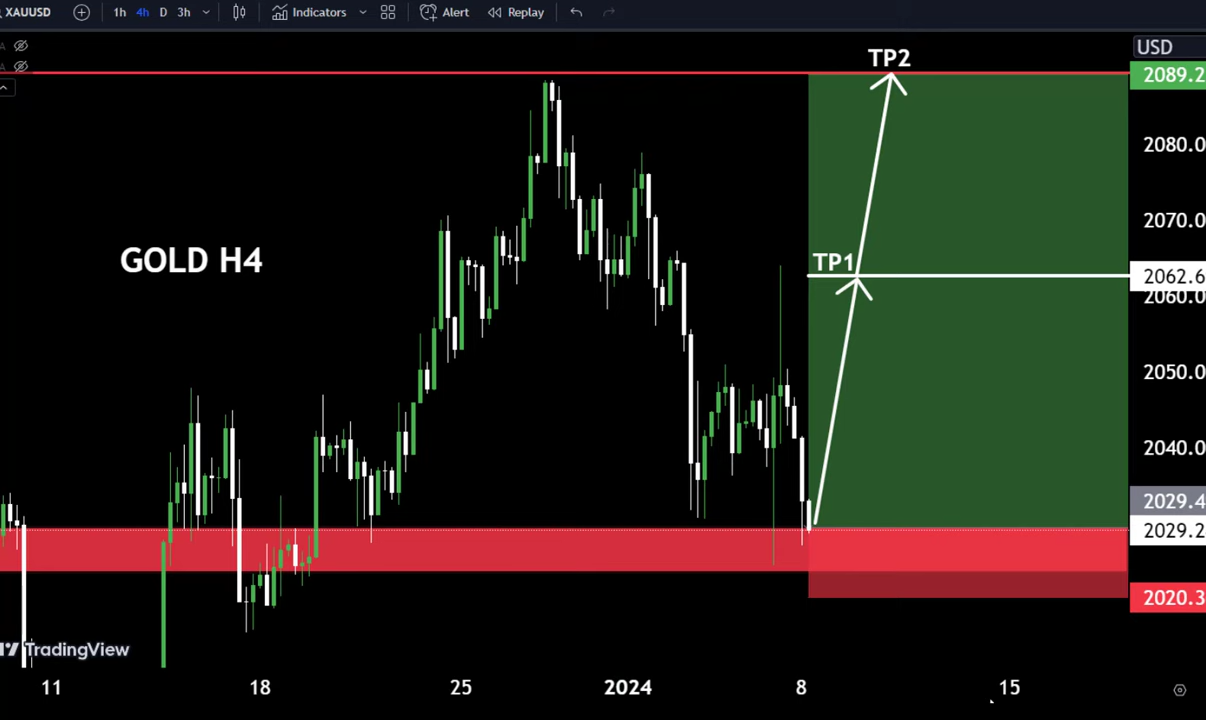 XAUUSD 1h 4h D 3h Indicators Alert Replay
USD
TP2
2089.2
2080.0
2070.0
GOLD H4
TP1
2062.6
2060.0
2050.0
2040.0
2029.4
2029.2
2020.3
TradingView
11 18 25 2024 8 15